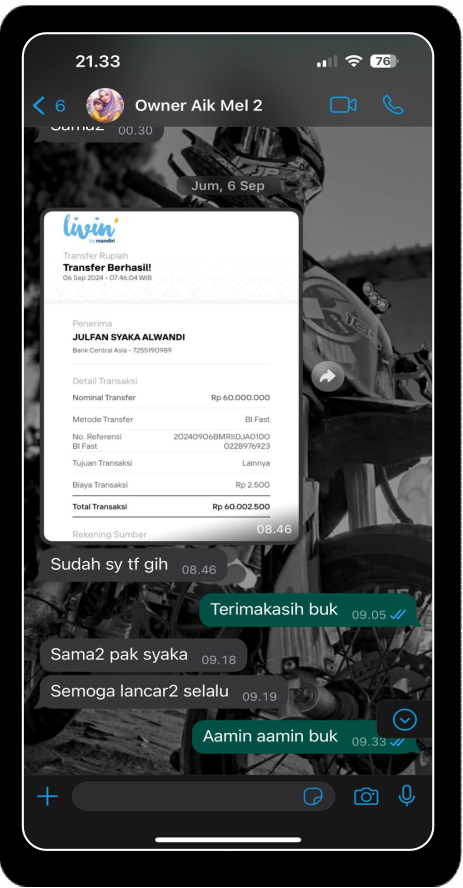 21.33
76
6
Owner Aik Mel 2
Sama2 00.30
Jum, 6 Sep
livin'
by mandiri
Transfer Rupiah
Transfer Berhasil!
06 Sep 2024 • 07:46:04 WIB
Penerima
JULFAN SYAKA ALWANDI
Bank Central Asia - 7255190989
Detail Transaksi
Nominal Transfer Rp 60.000.000
Metode Transfer BI Fast
No. Referensi 20240906BMRIIDJA0100
BI Fast 0228976923
Tujuan Transaksi Lainnya
Biaya Transaksi Rp 2.500
Total Transaksi Rp 60.002.500
Rekening Sumber
08.46
Sudah sy tf gih 08.46
Terimakasih buk 09.05
Sama2 pak syaka 09.18
Semoga lancar2 selalu 09.19
Aamin aamin buk 09.33